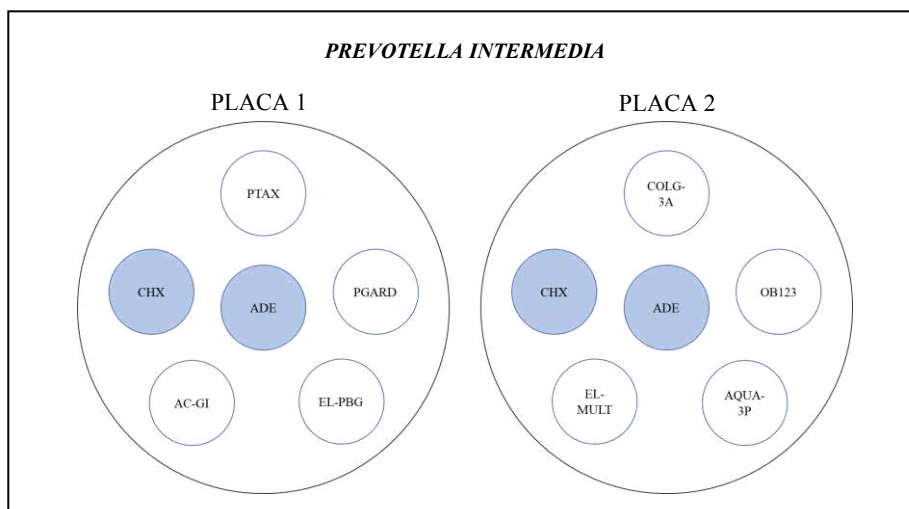 PREVOTELLA INTERMEDIA
PLACA 1
PTAX
CHX
ADE
PGARD
AC-GI
EL-PBG
PLACA 2
COLG-
3A
CHX
ADE
OB123
EL-
MULT
AQUA-
3P